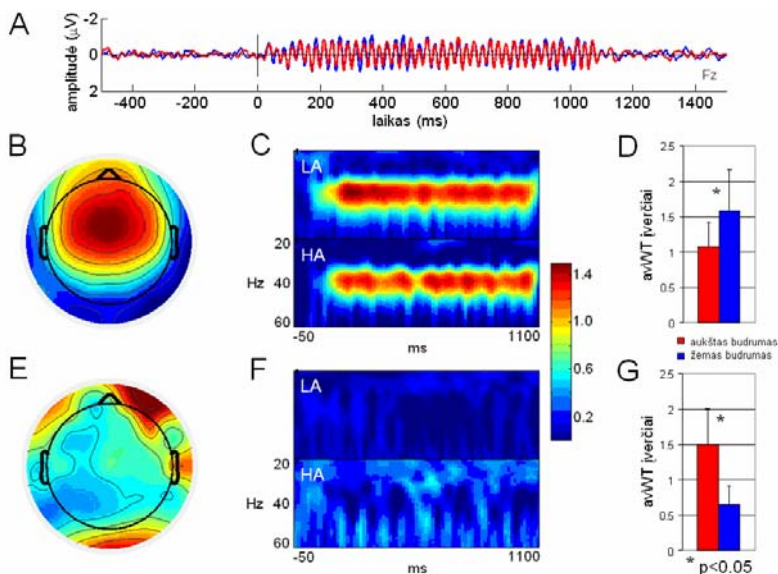 A
amplitudė (µV)
-2
0
2
Fz
-400 -200 0 200 400 600 800 1000 1200 1400
laikas (ms)
B
C
LA
HA
20
Hz 40
60
-50 1100
ms
1.4
1.0
0.6
0.2
D
avWT įverčiai
2.5
2
1.5
1
0.5
0
*
aukštas budrumas
žemas budrumas
E
F
LA
HA
20
Hz 40
60
-50 1100
ms
G
avWT įverčiai
2.5
2
1.5
1
0.5
0
*
* p<0.05